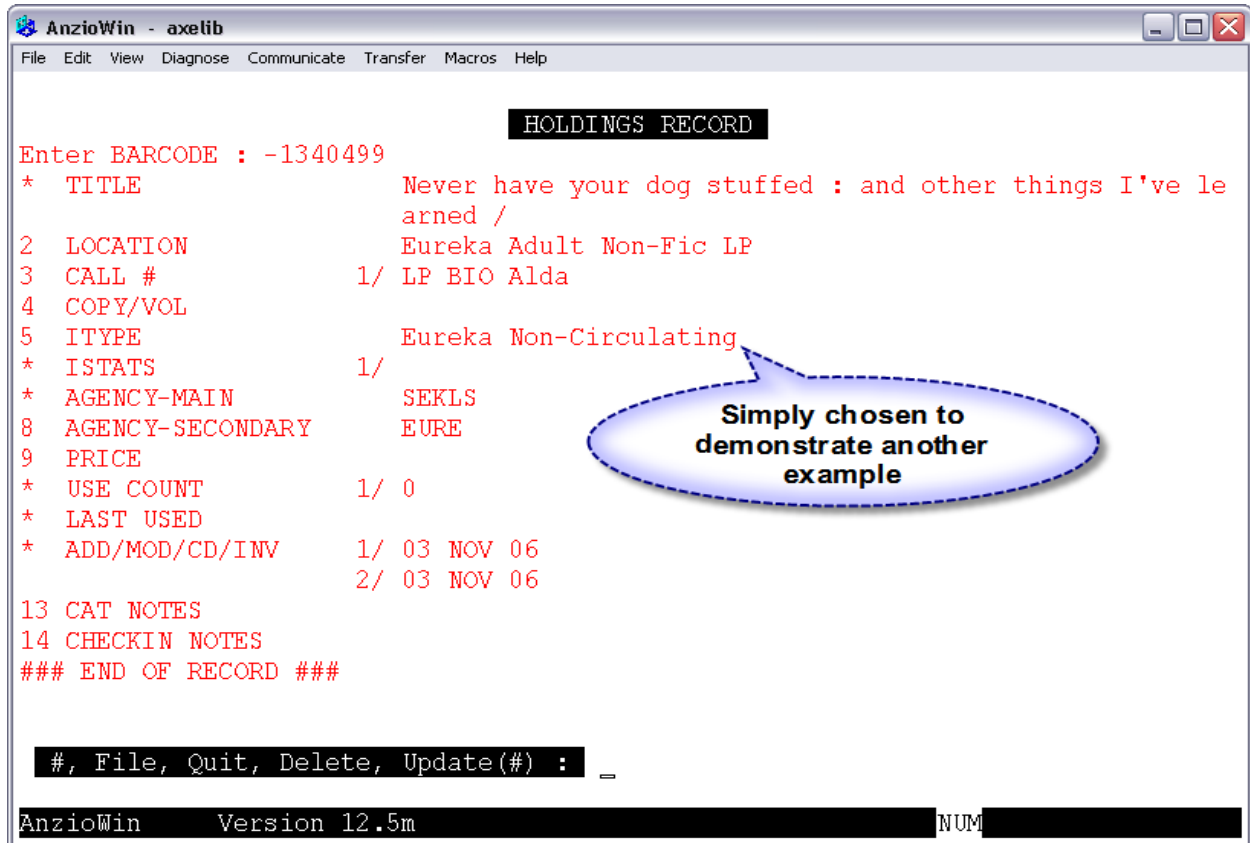 AnzioWin - axelib
File Edit View Diagnose Communicate Transfer Macros Help
HOLDINGS RECORD
Enter BARCODE : -1340499
* TITLE Never have your dog stuffed : and other things I've le
arned /
2 LOCATION Eureka Adult Non-Fic LP
3 CALL # 1/ LP BIO Alda
4 COPY/VOL
5 ITYPE Eureka Non-Circulating
* ISTATS 1/
* AGENCY-MAIN SEKLS
8 AGENCY-SECONDARY EURE
9 PRICE
* USE COUNT 1/ 0
* LAST USED
* ADD/MOD/CD/INV 1/ 03 NOV 06
2/ 03 NOV 06
13 CAT NOTES
14 CHECKIN NOTES
### END OF RECORD ###
Simply chosen to
demonstrate another
example
#, File, Quit, Delete, Update(#) : _
AnzioWin Version 12.5m NUM